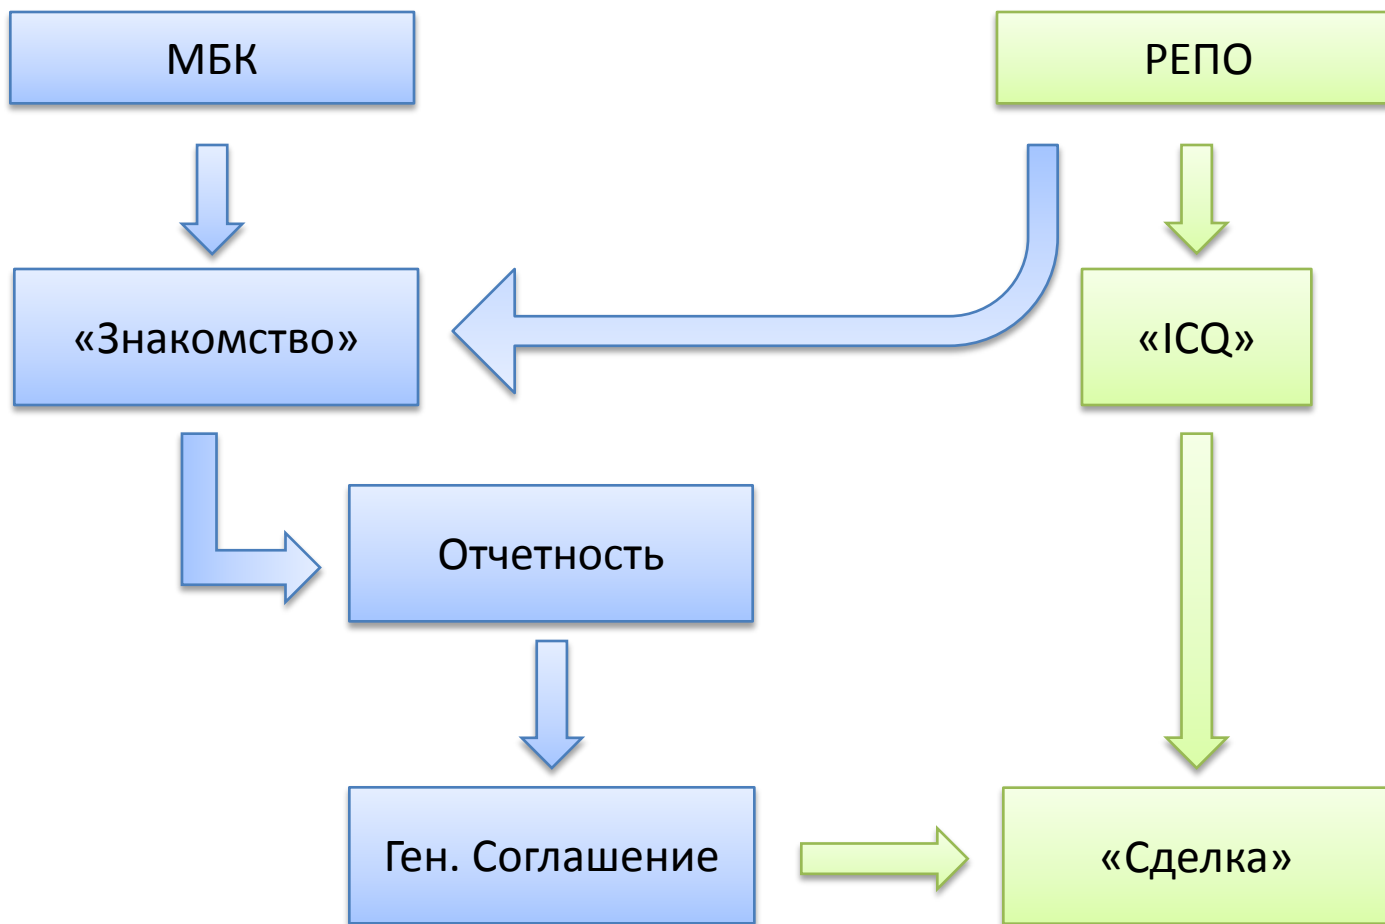 МБК
РЕПО
«Знакомство»
«ICQ»
Отчетность
Ген. Соглашение
«Сделка»